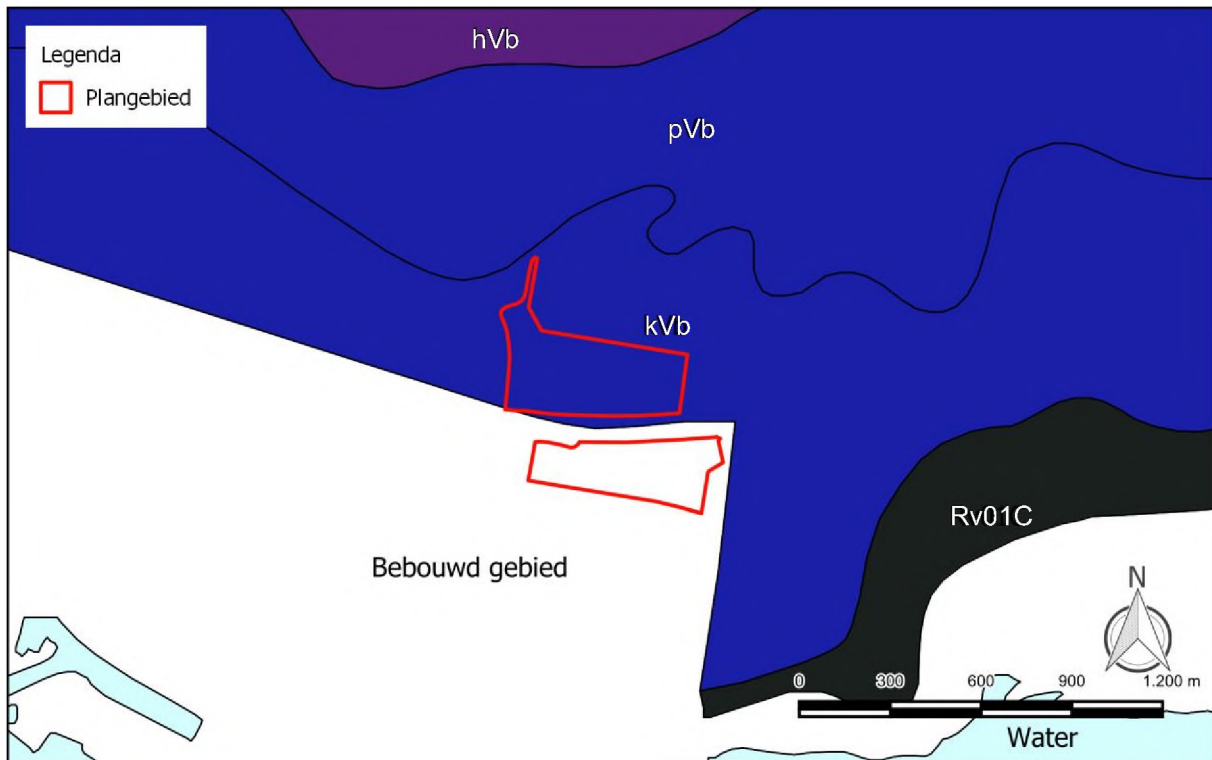 hVb
Legenda
Plangebied
pVb
kVb
Rv01C
Bebouwd gebied
N
0 300 600 900 1.200 m
Water